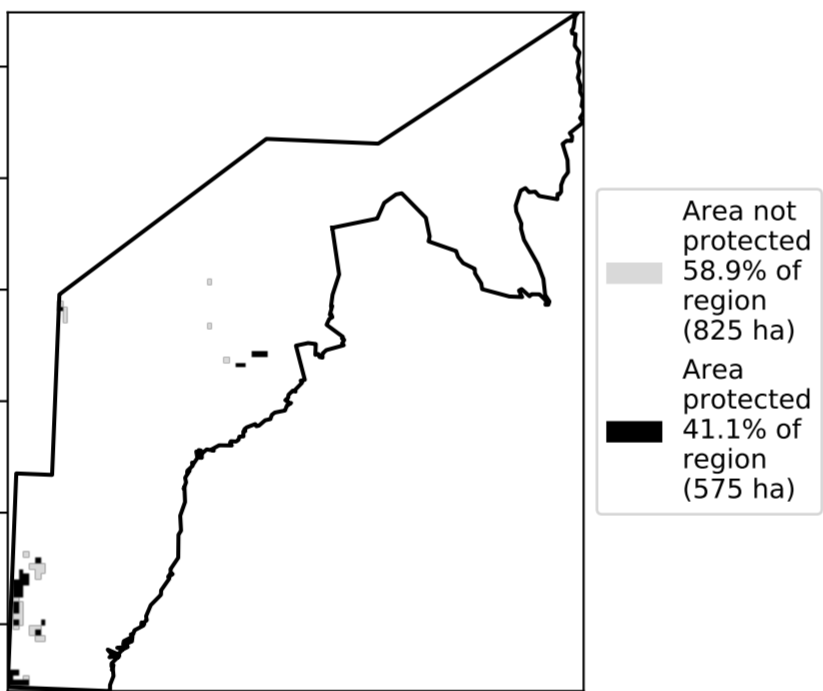 Area not
protected
58.9% of
region
(825 ha)
Area
protected
41.1% of
region
(575 ha)